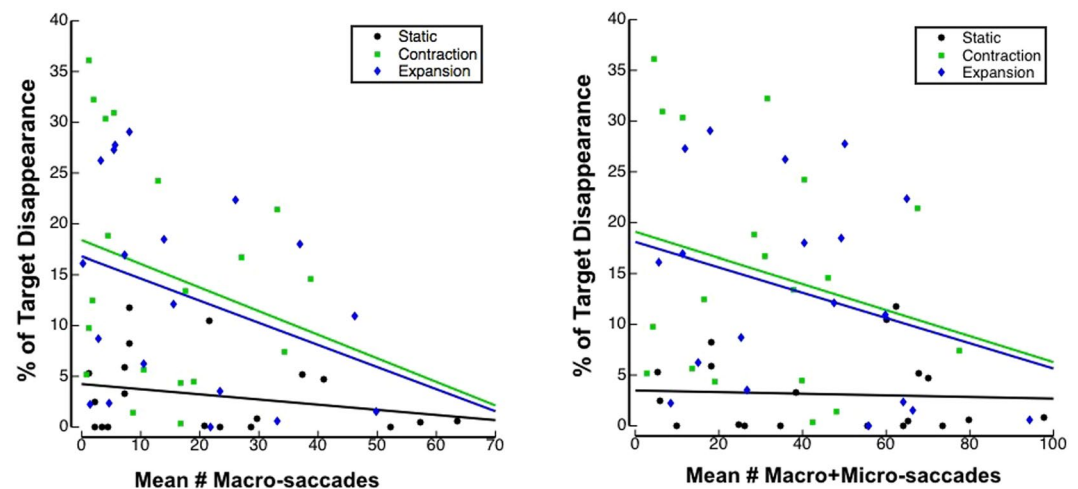 40
35
30
25
20
15
10
5
0
% of Target Disappearance
Static
Contraction
Expansion
0 10 20 30 40 50 60 70
Mean # Macro-saccades
40
35
30
25
20
15
10
5
0
% of Target Disappearance
Static
Contraction
Expansion
0 20 40 60 80 100
Mean # Macro+Micro-saccades